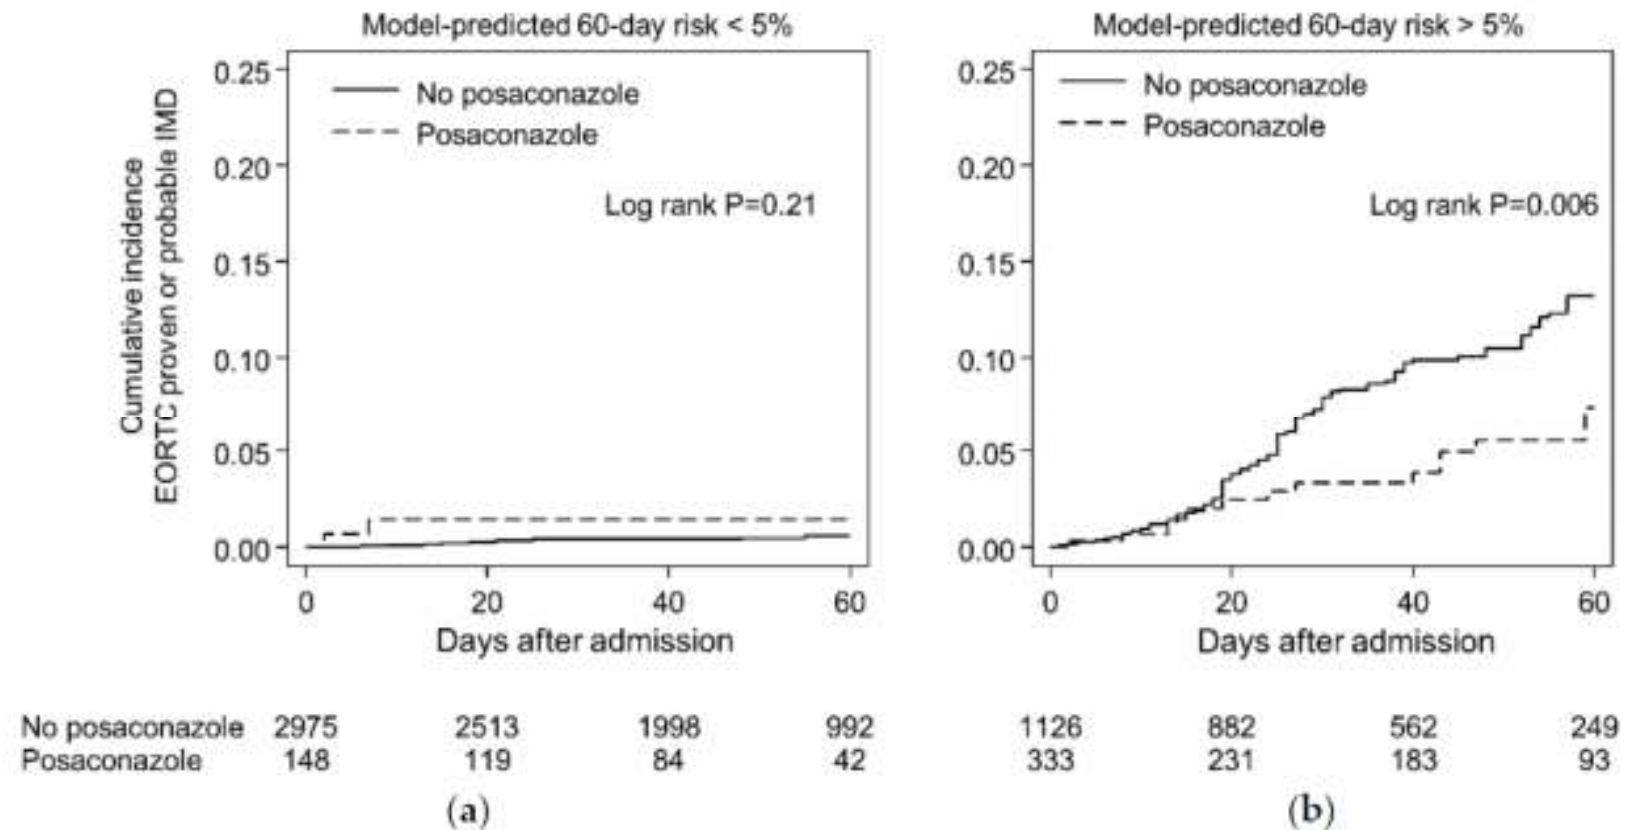 Model-predicted 60-day risk < 5%
0.25
0.20
0.15
0.10
0.05
0.00
Cumulative incidence
EORTC proven or probable IMD
No posaconazole
Posaconazole
Log rank P=0.21
0 20 40 60
Days after admission
Model-predicted 60-day risk > 5%
0.25
0.20
0.15
0.10
0.05
0.00
No posaconazole
Posaconazole
Log rank P=0.006
0 20 40 60
Days after admission
No posaconazole 2975 2513 1998 992 1126 882 562 249
Posaconazole 148 119 84 42 333 231 183 93
(a) (b)